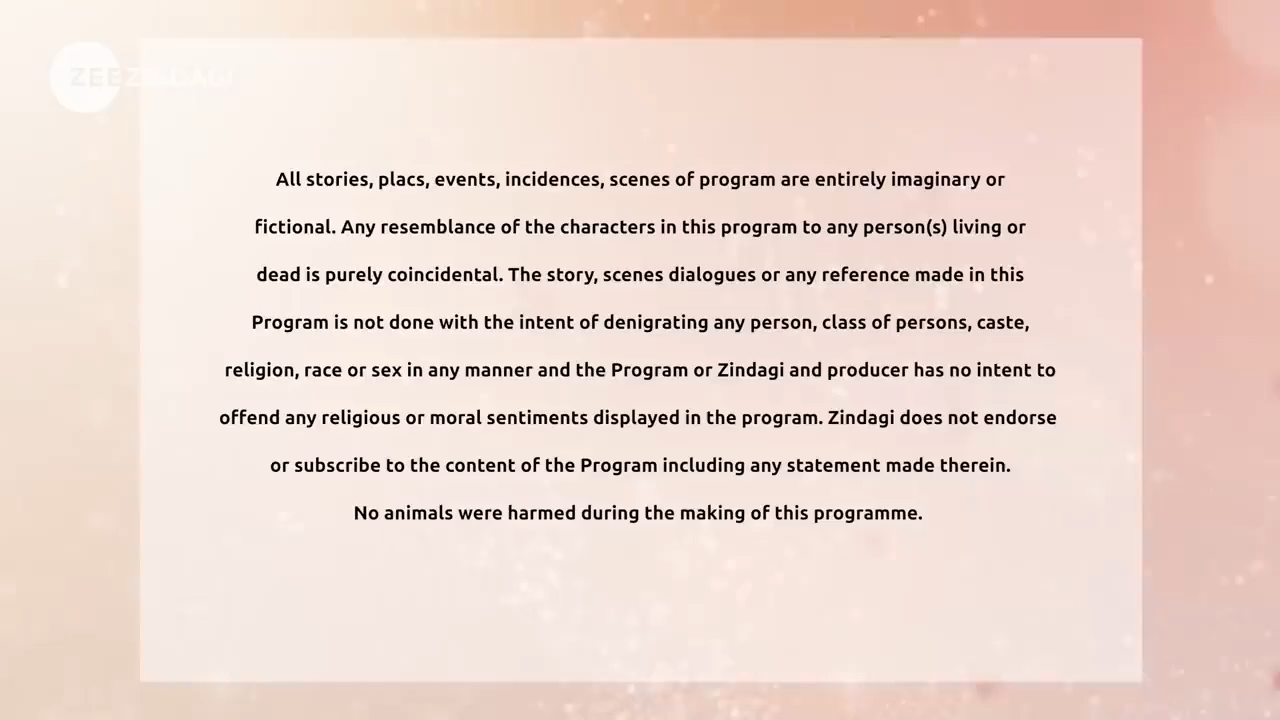 ZEE ZINDAGI
All stories, placs, events, incidences, scenes of program are entirely imaginary or
fictional. Any resemblance of the characters in this program to any person(s) living or
dead is purely coincidental. The story, scenes dialogues or any reference made in this
Program is not done with the intent of denigrating any person, class of persons, caste,
religion, race or sex in any manner and the Program or Zindagi and producer has no intent to
offend any religious or moral sentiments displayed in the program. Zindagi does not endorse
or subscribe to the content of the Program including any statement made therein.
No animals were harmed during the making of this programme.